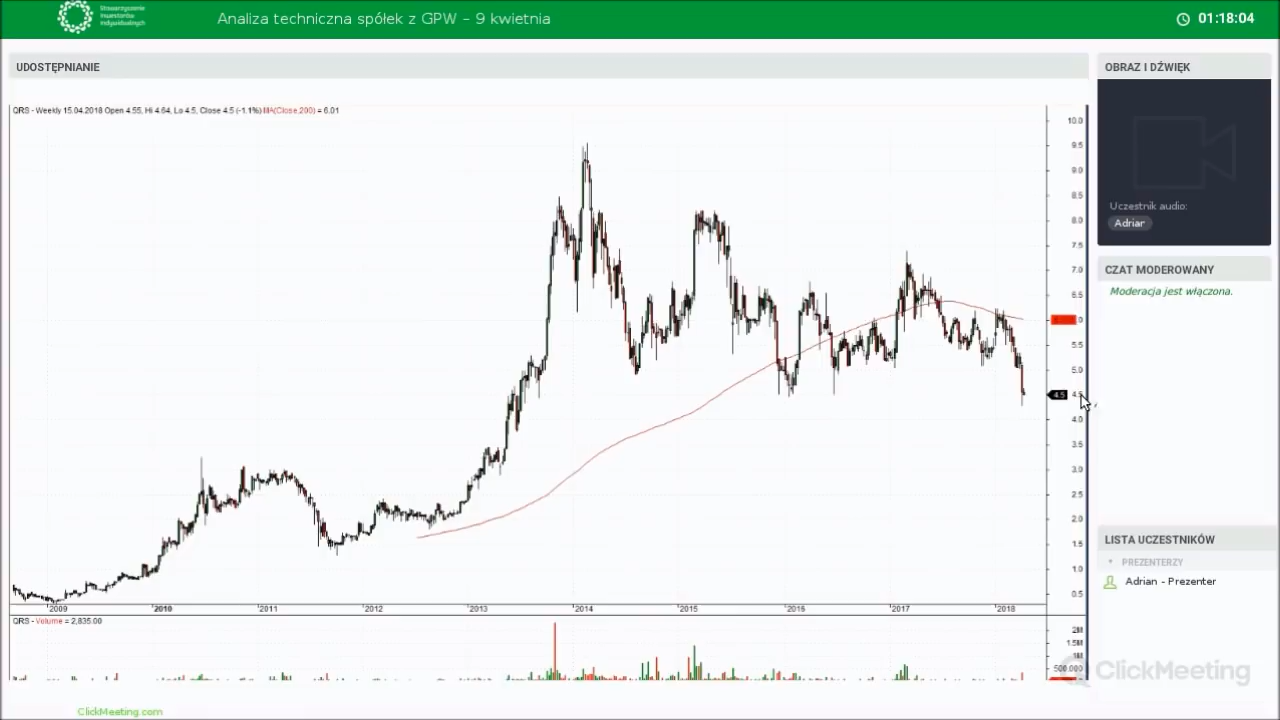 Stowarzyszenie
Inwestorów
Indywidualnych
Analiza techniczna spółek z GPW – 9 kwietnia
01:18:04
UDOSTĘPNIANIE
OBRAZ I DŹWIĘK
QRS - Weekly 15.04.2018 Open 4.55, Hi 4.64, Lo 4.5, Close 4.5 (-1.1%) MA(Close,200) = 6.01
10.0
9.5
9.0
8.5
8.0
7.5
7.0
6.5
5.5
5.0
4.5
4.5
4.0
3.5
3.0
2.5
2.0
1.5
1.0
0.5
2009 2010 2011 2012 2013 2014 2015 2016 2017 2018
QRS - Volume = 2,835.00
2M
1.5M
1M
500,000
Uczestnik audio:
Adriar
CZAT MODEROWANY
Moderacja jest włączona.
LISTA UCZESTNIKÓW
PREZENTERZY
Adrian - Prezenter
ClickMeeting
ClickMeeting.com